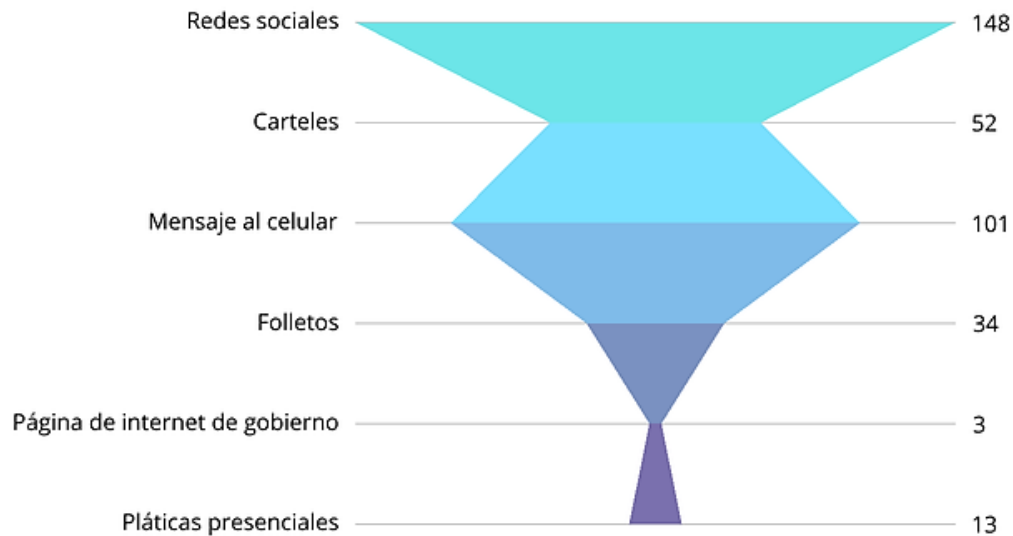 Redes sociales 148
Carteles 52
Mensaje al celular 101
Folletos 34
Página de internet de gobierno 3
Pláticas presenciales 13